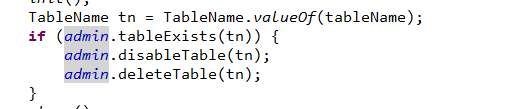 TableName tn = TableName.valueOf(tableName);
if (admin.tableExists(tn)) {
admin.disableTable(tn);
admin.deleteTable(tn);
}